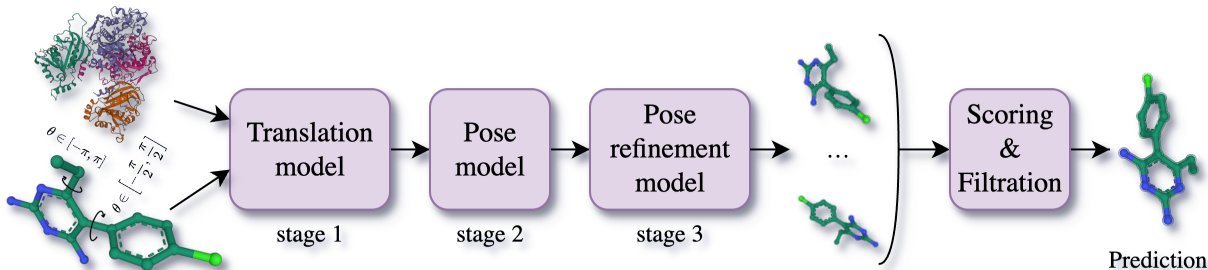 θ ∈ [−π, π]
θ ∈ [−π/2, π/2]
Translation
model
stage 1
Pose
model
stage 2
Pose
refinement
model
stage 3
...
Scoring
&
Filtration
Prediction